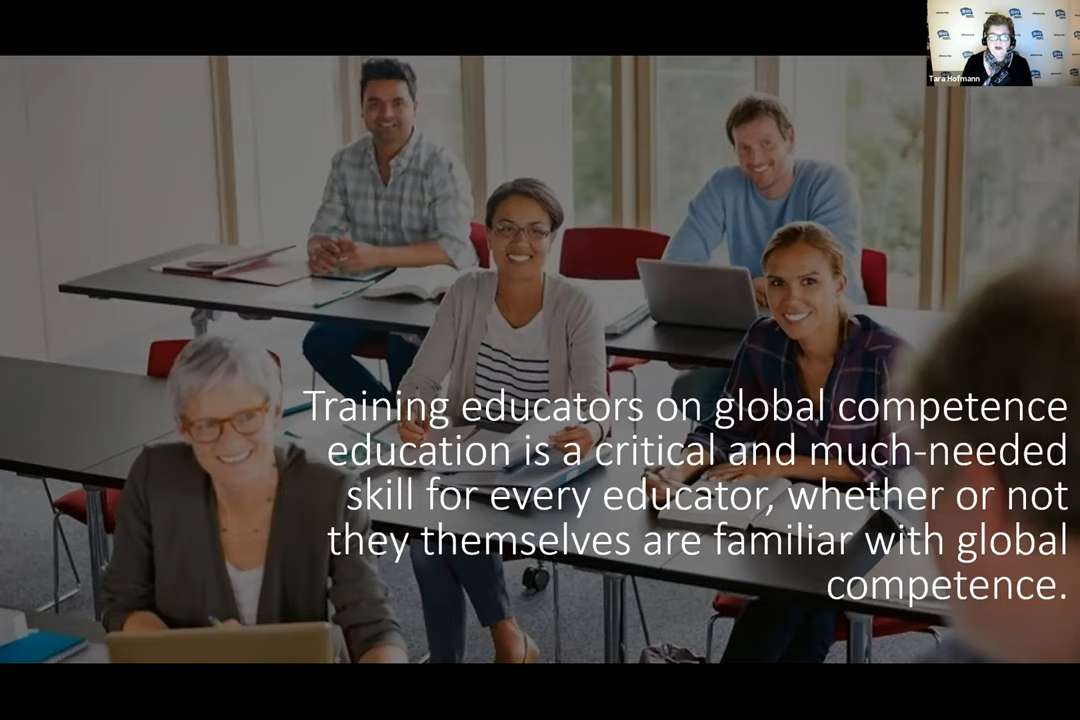 Tara Hofmann
Training educators on global competence
education is a critical and much-needed
skill for every educator, whether or not
they themselves are familiar with global
competence.